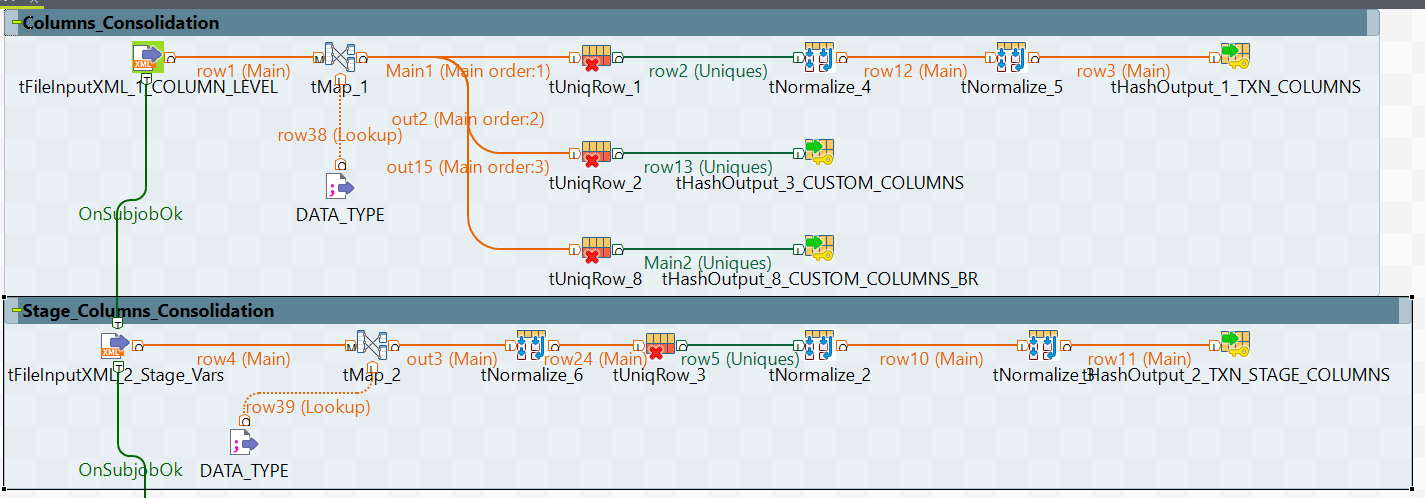 Columns_Consolidation
row1 (Main)
Main1 (Main order:1)
row2 (Uniques)
row12 (Main)
row3 (Main)
tFileInputXML_1_COLUMN_LEVEL
tMap_1
tUniqRow_1
tNormalize_4
tNormalize_5
tHashOutput_1_TXN_COLUMNS
out2 (Main order:2)
row38 (Lookup)
out15 (Main order:3)
row13 (Uniques)
tUniqRow_2
tHashOutput_3_CUSTOM_COLUMNS
OnSubjobOk
DATA_TYPE
Main2 (Uniques)
tUniqRow_8
tHashOutput_8_CUSTOM_COLUMNS_BR
Stage_Columns_Consolidation
row4 (Main)
out3 (Main)
row24 (Main)
row5 (Uniques)
row10 (Main)
row11 (Main)
tFileInputXML_2_Stage_Vars
tMap_2
tNormalize_6
tUniqRow_3
tNormalize_2
tNormalize_3
tHashOutput_2_TXN_STAGE_COLUMNS
row39 (Lookup)
OnSubjobOk
DATA_TYPE